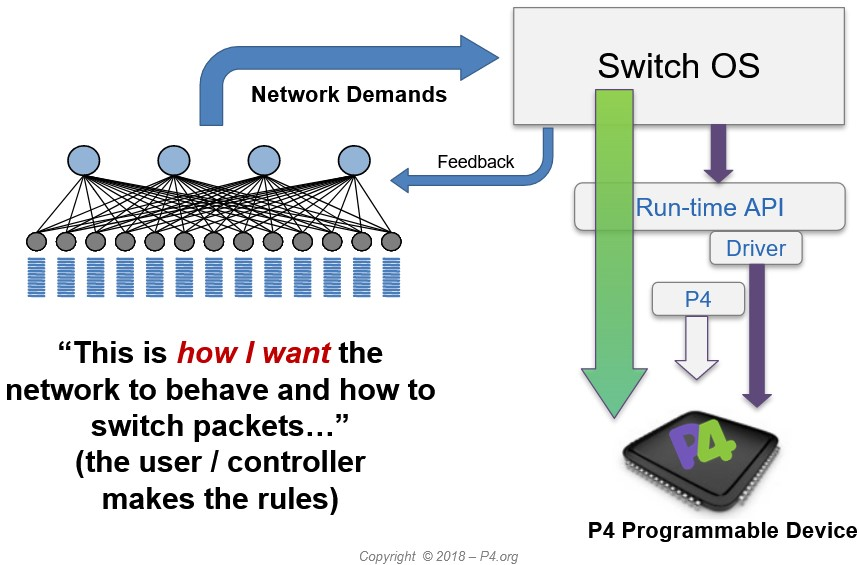 Switch OS
Network Demands
Feedback
Run-time API
Driver
P4
“This is how I want the
network to behave and how to
switch packets…”
(the user / controller
makes the rules)
P4
P4 Programmable Device
Copyright © 2018 – P4.org